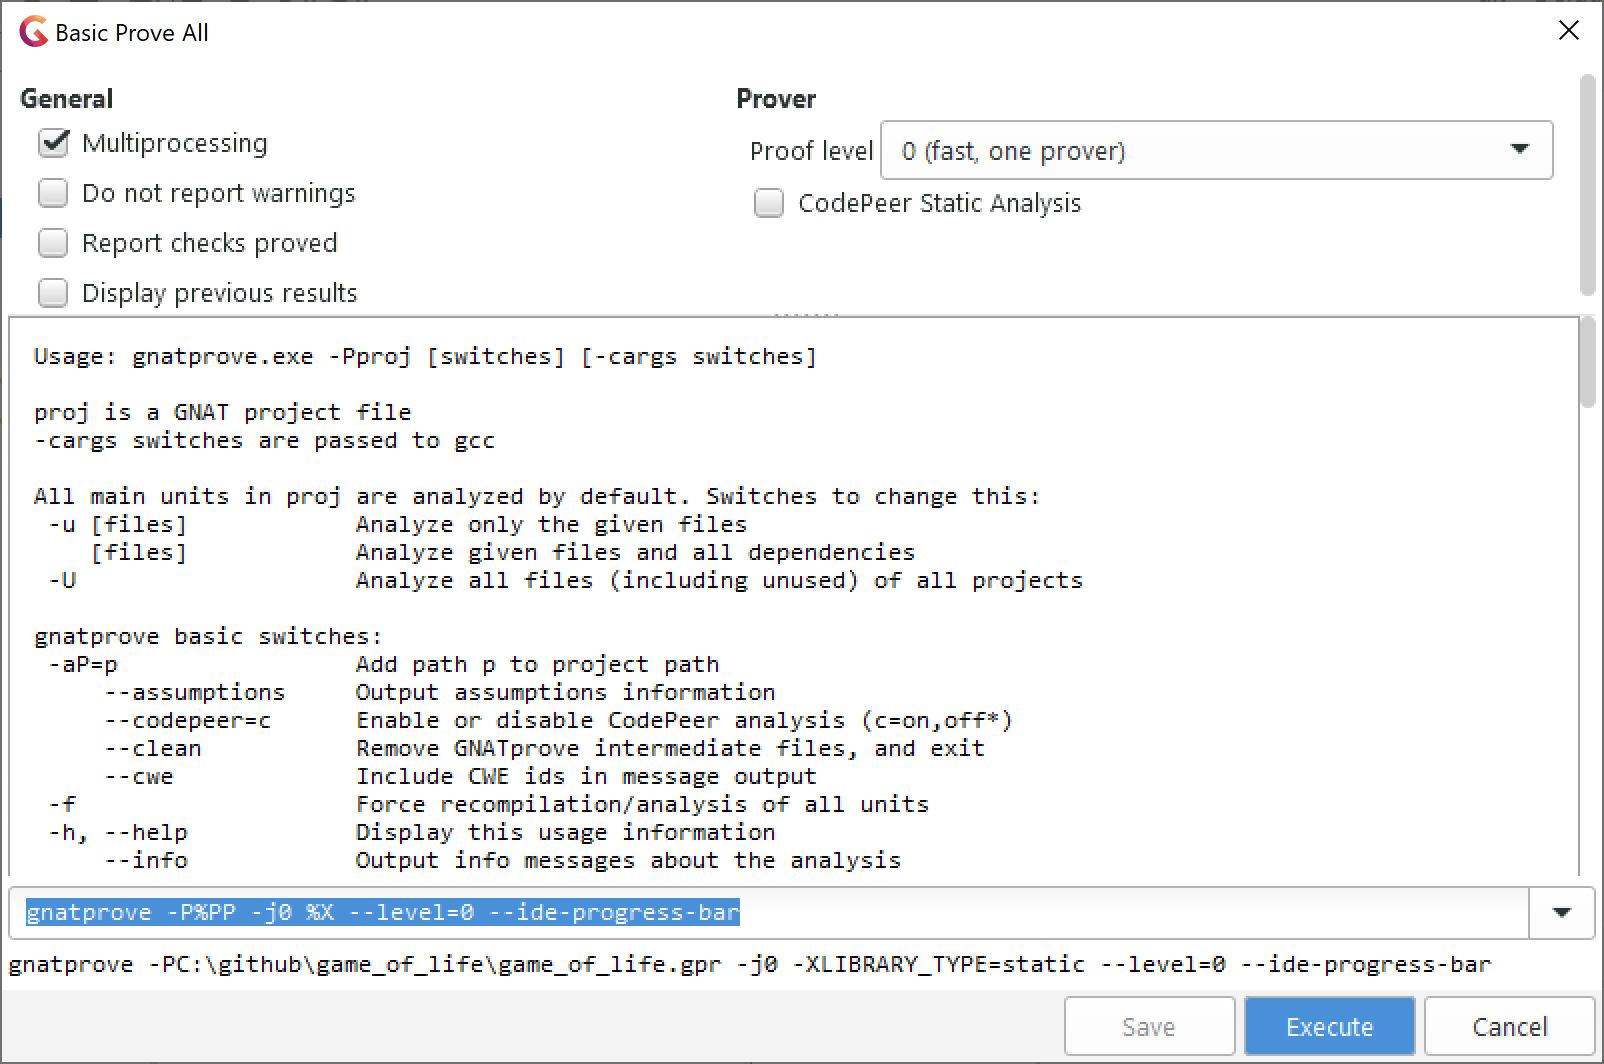 Basic Prove All
General
Multiprocessing
Do not report warnings
Report checks proved
Display previous results
Prover
Proof level 0 (fast, one prover)
CodePeer Static Analysis
Usage: gnatprove.exe -Pproj [switches] [-cargs switches]
proj is a GNAT project file
-cargs switches are passed to gcc
All main units in proj are analyzed by default. Switches to change this:
-u [files] Analyze only the given files
[files] Analyze given files and all dependencies
-U Analyze all files (including unused) of all projects
gnatprove basic switches:
-aP=p Add path p to project path
--assumptions Output assumptions information
--codepeer=c Enable or disable CodePeer analysis (c=on,off*)
--clean Remove GNATprove intermediate files, and exit
--cwe Include CWE ids in message output
-f Force recompilation/analysis of all units
-h, --help Display this usage information
--info Output info messages about the analysis
gnatprove -P%PP -j0 %X --level=0 --ide-progress-bar
gnatprove -PC:\github\game_of_life\game_of_life.gpr -j0 -XLIBRARY_TYPE=static --level=0 --ide-progress-bar
Save Execute Cancel